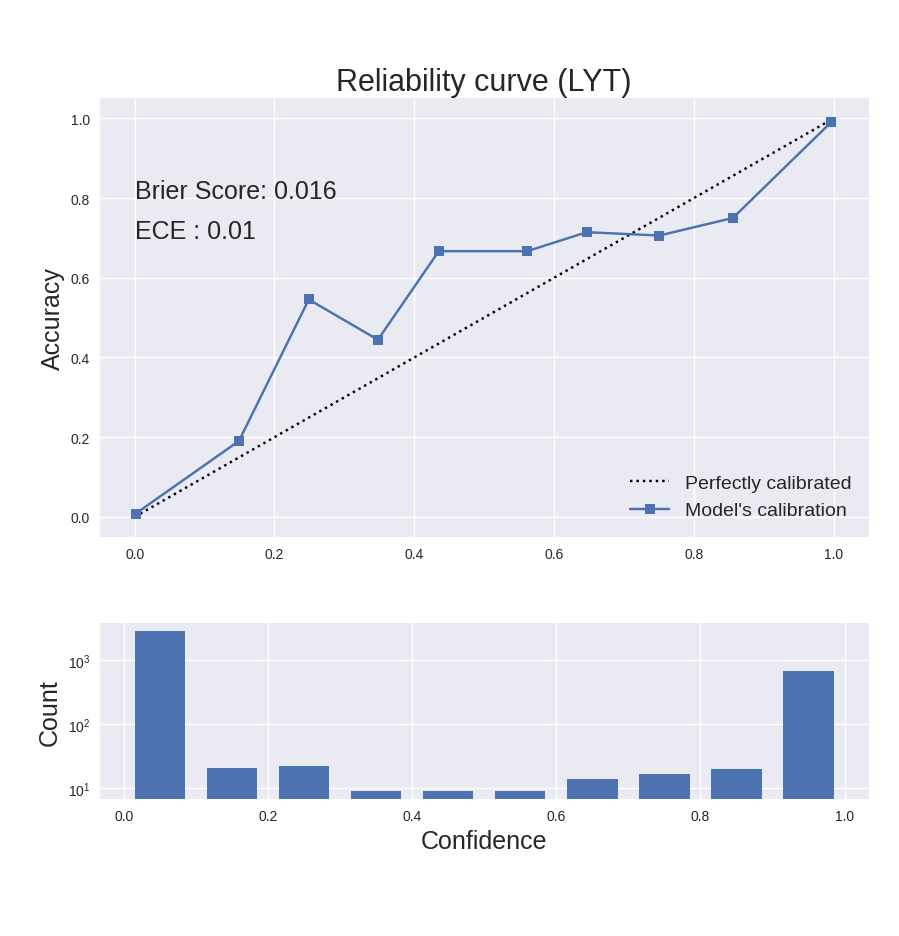 Reliability curve (LYT)
1.0
0.8
0.6
0.4
0.2
0.0
Accuracy
Brier Score: 0.016
ECE : 0.01
Perfectly calibrated
Model's calibration
0.0 0.2 0.4 0.6 0.8 1.0
10³
10²
10¹
Count
0.0 0.2 0.4 0.6 0.8 1.0
Confidence